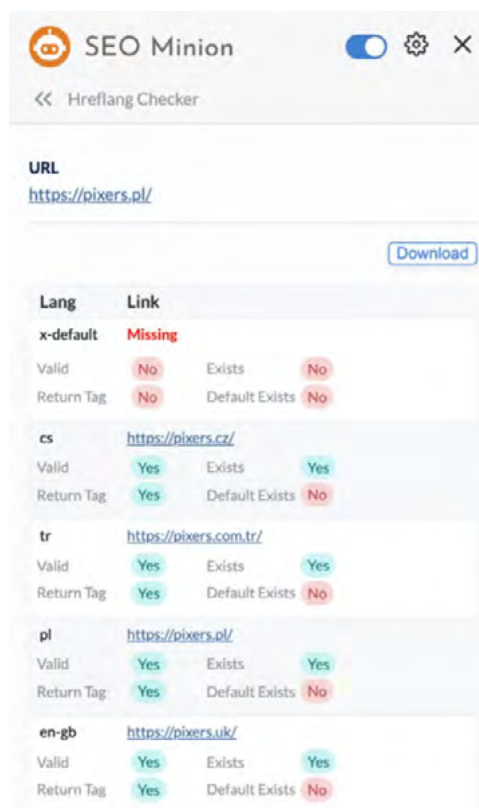 SEO Minion
Hreflang Checker
URL
https://pixers.pl/
Download
Lang Link
x-default Missing
Valid No Exists No
Return Tag No Default Exists No
cs https://pixers.cz/
Valid Yes Exists Yes
Return Tag Yes Default Exists No
tr https://pixers.com.tr/
Valid Yes Exists Yes
Return Tag Yes Default Exists No
pl https://pixers.pl/
Valid Yes Exists Yes
Return Tag Yes Default Exists No
en-gb https://pixers.uk/
Valid Yes Exists Yes
Return Tag Yes Default Exists No